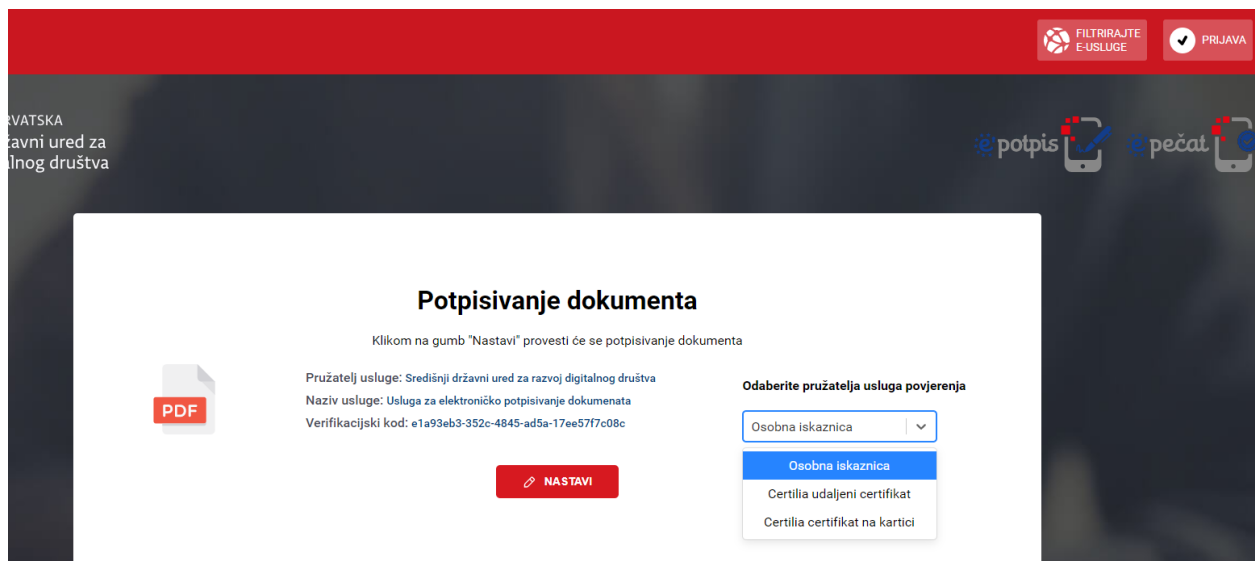 FILTRIRAJTE
E-USLUGE
PRIJAVA
RVATSKA
žavni ured za
alnog društva
e potpis
e pečat
Potpisivanje dokumenta
Klikom na gumb "Nastavi" provesti će se potpisivanje dokumenta
PDF
Pružatelj usluge: Središnji državni ured za razvoj digitalnog društva
Naziv usluge: Usluga za elektroničko potpisivanje dokumenata
Verifikacijski kod: e1a93eb3-352c-4845-ad5a-17ee57f7c08c
NASTAVI
Odaberite pružatelja usluga povjerenja
Osobna iskaznica
Osobna iskaznica
Certilia udaljeni certifikat
Certilia certifikat na kartici